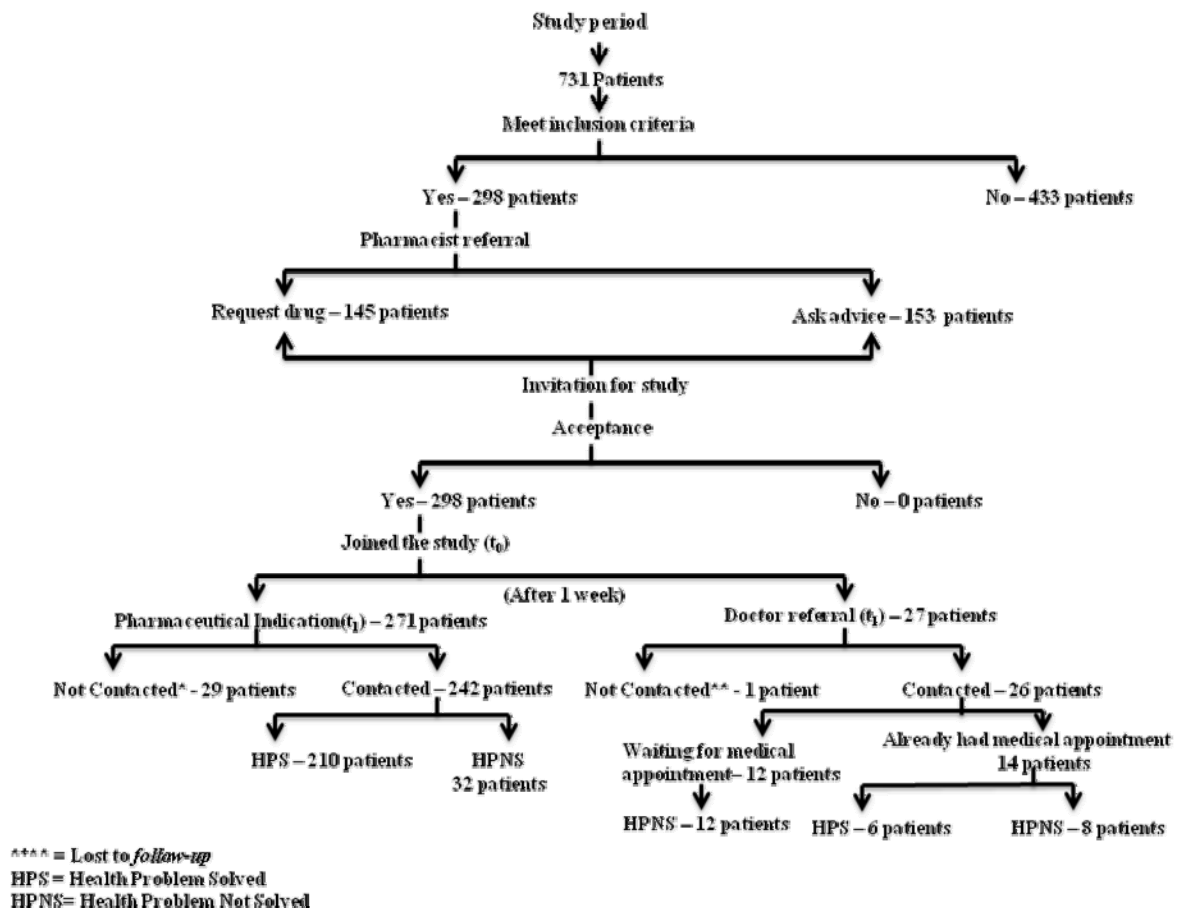 Study period
731 Patients
Meet inclusion criteria
Yes – 298 patients
No – 433 patients
Pharmacist referral
Request drug – 145 patients
Ask advice – 153 patients
Invitation for study
Acceptance
Yes – 298 patients
No – 0 patients
Joined the study (t₀)
(After 1 week)
Pharmaceutical Indication(t₁) – 271 patients
Doctor referral (t₁) – 27 patients
Not Contacted* - 29 patients
Contacted – 242 patients
Not Contacted** - 1 patient
Contacted – 26 patients
HPS – 210 patients
HPNS
32 patients
Waiting for medical
appointment– 12 patients
Already had medical appointment
14 patients
HPNS – 12 patients
HPS – 6 patients
HPNS – 8 patients
*+** = Lost to follow-up
HPS = Health Problem Solved
HPNS= Health Problem Not Solved